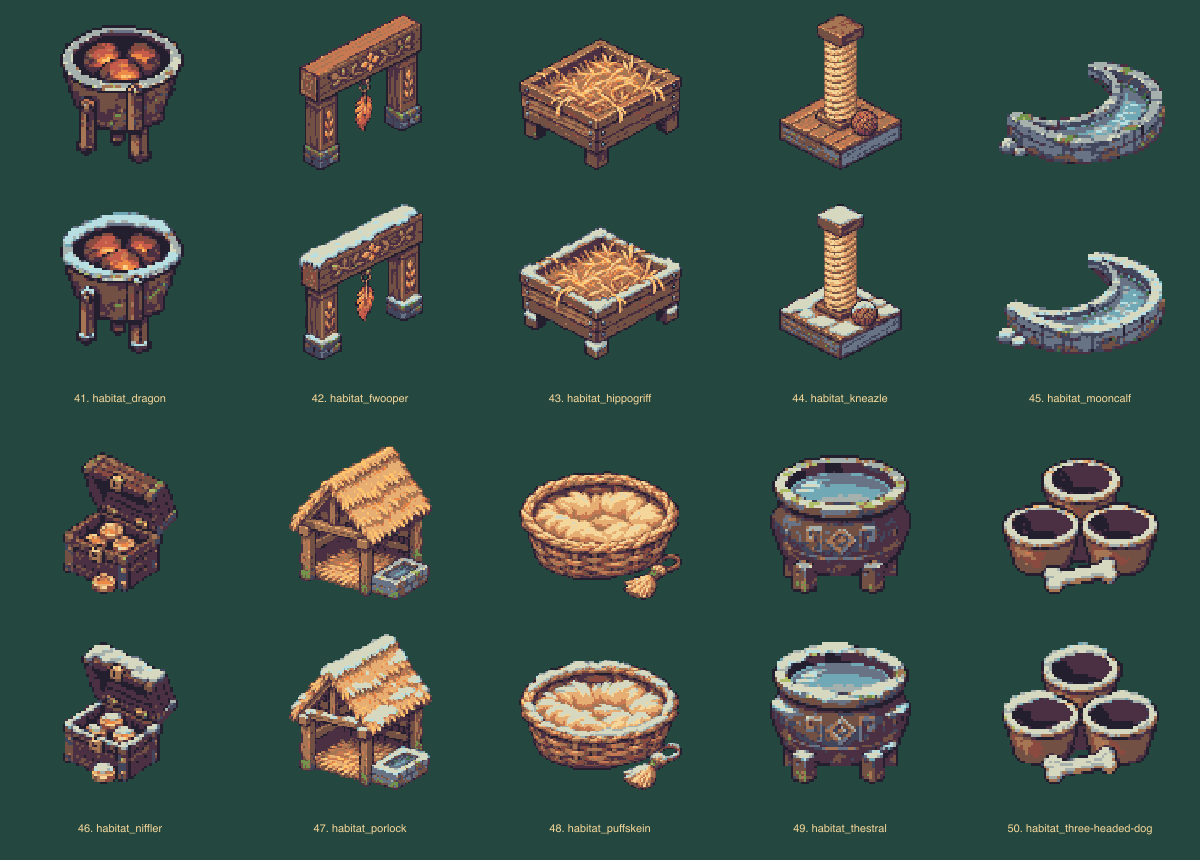 41. habitat_dragon
42. habitat_fwooper
43. habitat_hippogriff
44. habitat_kneazle
45. habitat_mooncalf
46. habitat_niffler
47. habitat_porlock
48. habitat_puffskein
49. habitat_thestral
50. habitat_three-headed-dog